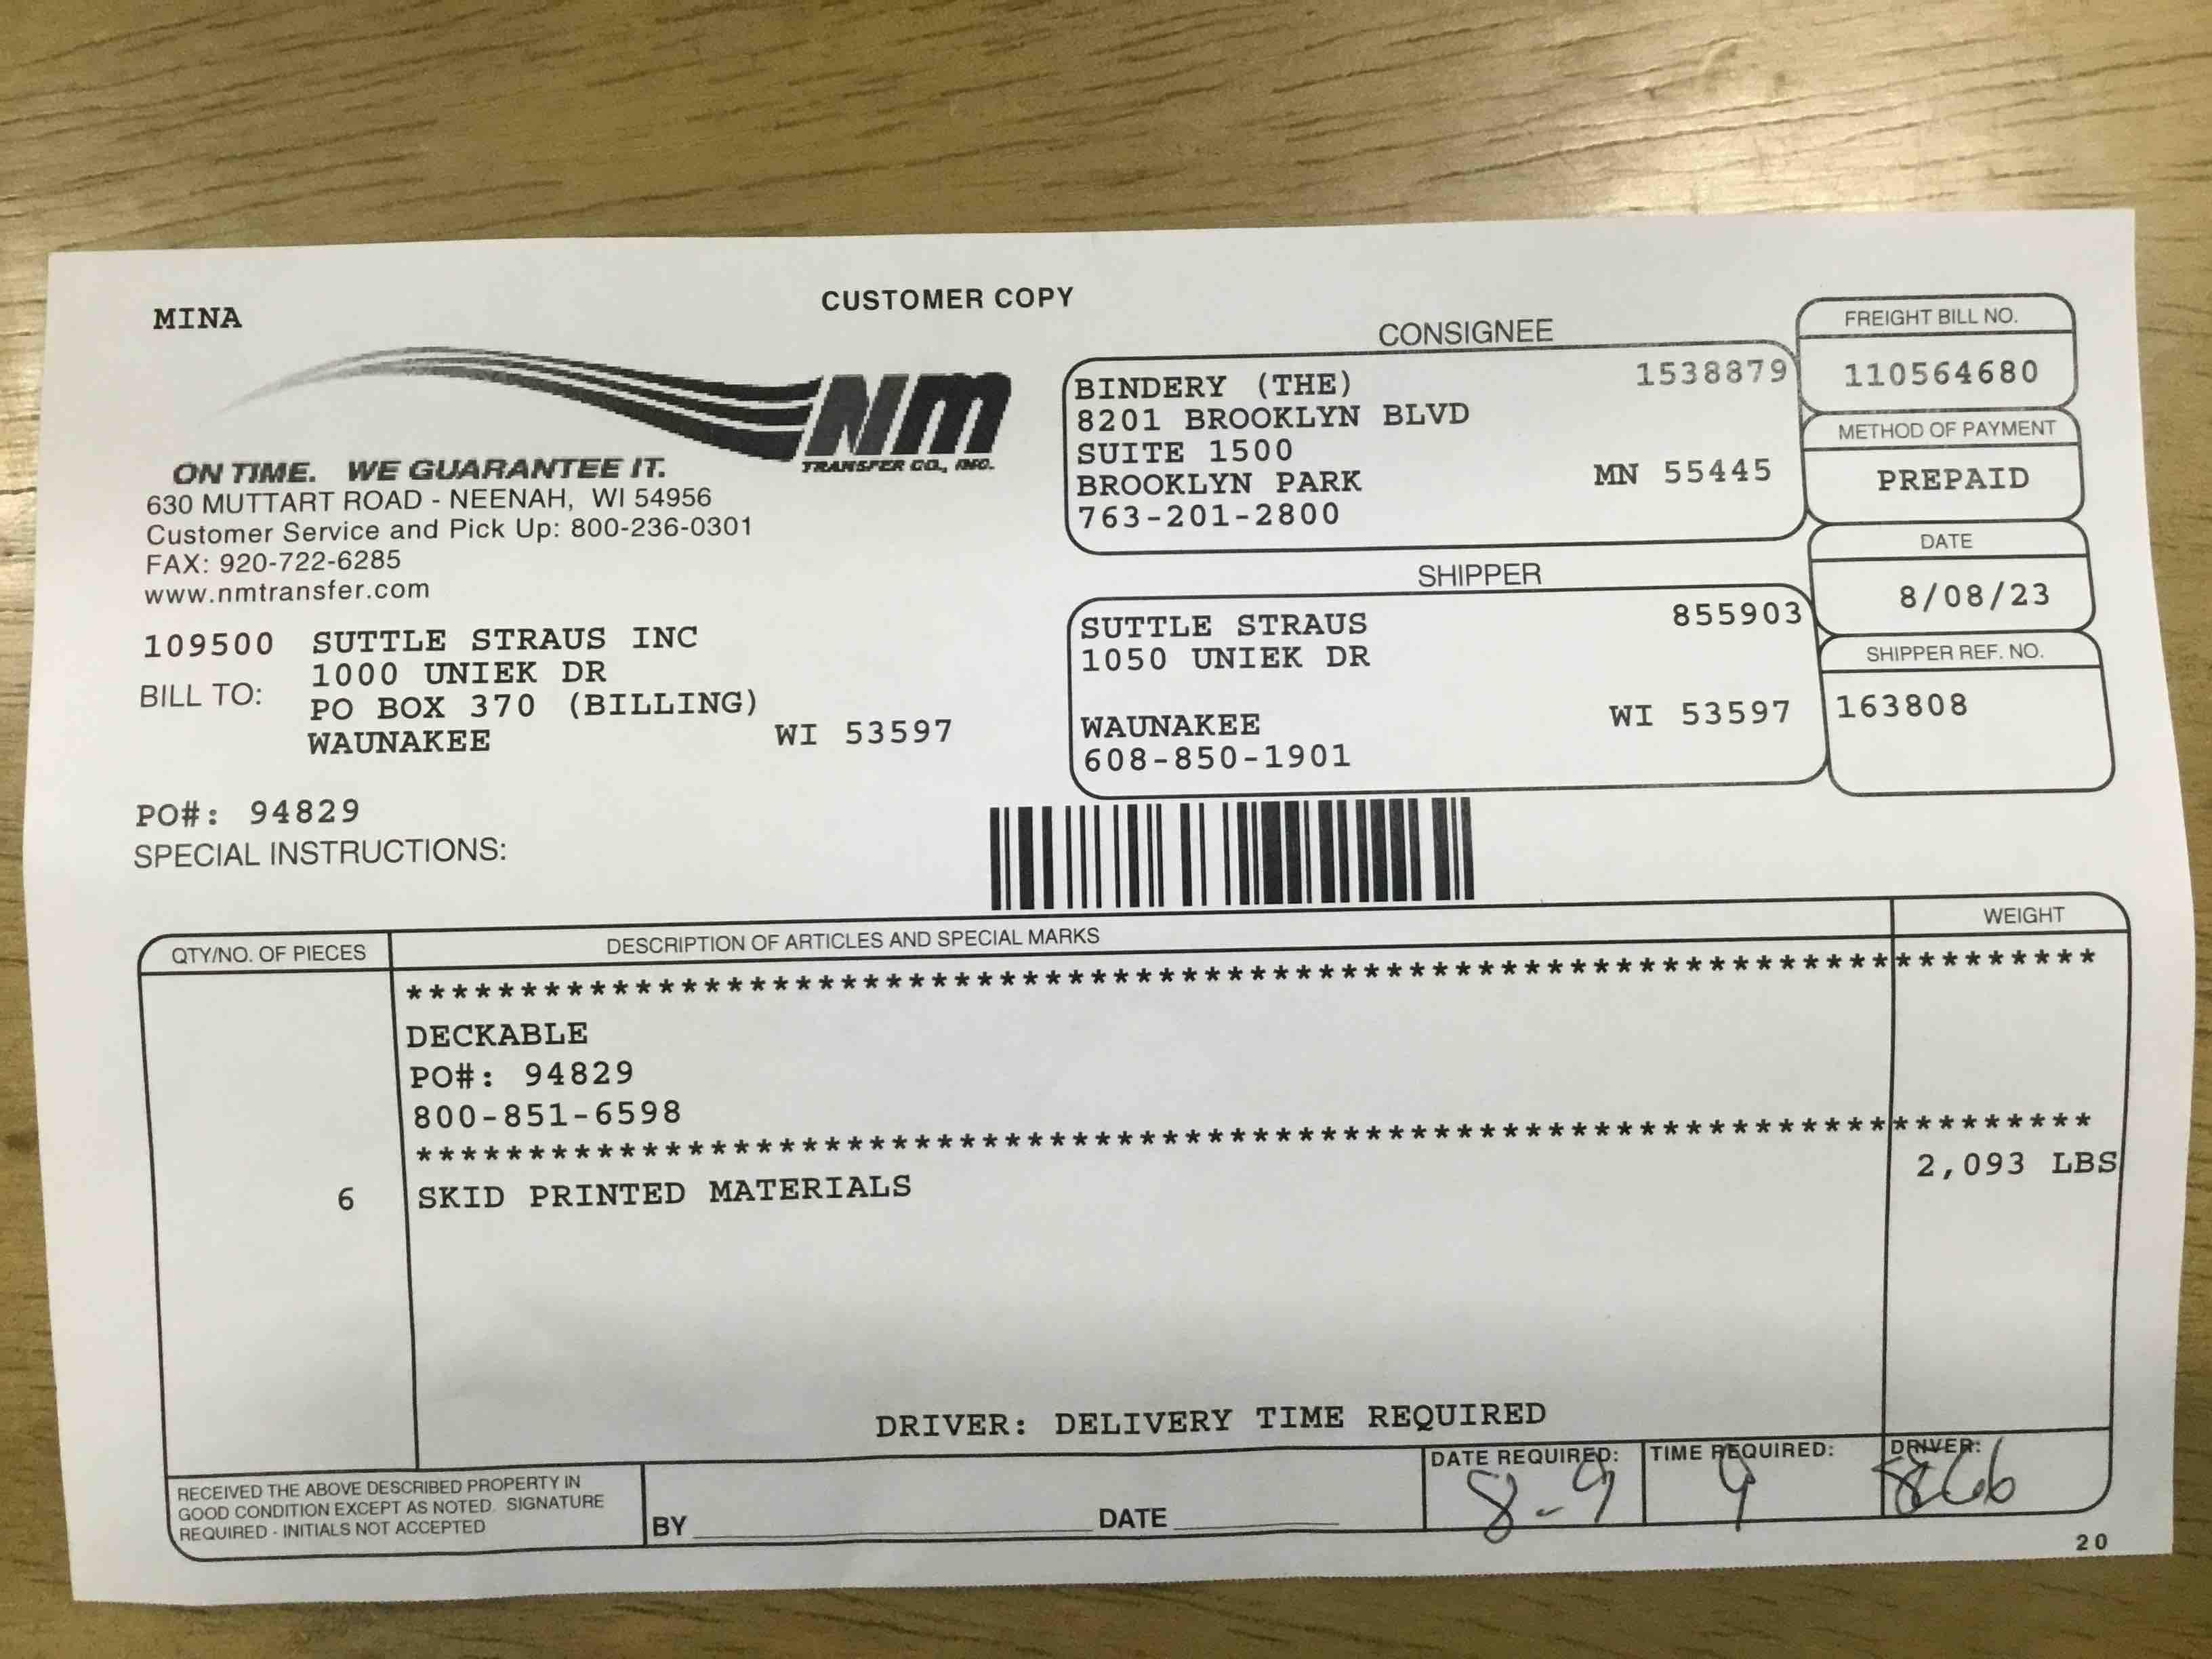 MINA
CUSTOMER COPY
NM
TRANSFER CO., INC.
ON TIME. WE GUARANTEE IT.
630 MUTTART ROAD - NEENAH, WI 54956
Customer Service and Pick Up: 800-236-0301
FAX: 920-722-6285
www.nmtransfer.com
109500 SUTTLE STRAUS INC
1000 UNIEK DR
BILL TO:
PO BOX 370 (BILLING)
WAUNAKEE WI 53597
PO#: 94829
SPECIAL INSTRUCTIONS:
CONSIGNEE
BINDERY (THE) 1538879
8201 BROOKLYN BLVD
SUITE 1500
BROOKLYN PARK MN 55445
763-201-2800
SHIPPER
SUTTLE STRAUS 855903
1050 UNIEK DR
WAUNAKEE WI 53597
608-850-1901
FREIGHT BILL NO.
110564680
METHOD OF PAYMENT
PREPAID
DATE
8/08/23
SHIPPER REF. NO.
163808
QTY/NO. OF PIECES DESCRIPTION OF ARTICLES AND SPECIAL MARKS WEIGHT
**************************************************************************
DECKABLE
PO#: 94829
800-851-6598
**************************************************************************
6 SKID PRINTED MATERIALS 2,093 LBS
DRIVER: DELIVERY TIME REQUIRED
RECEIVED THE ABOVE DESCRIBED PROPERTY IN
GOOD CONDITION EXCEPT AS NOTED. SIGNATURE
REQUIRED - INITIALS NOT ACCEPTED
BY DATE
DATE REQUIRED: TIME REQUIRED: DRIVER:
8-9 9
20